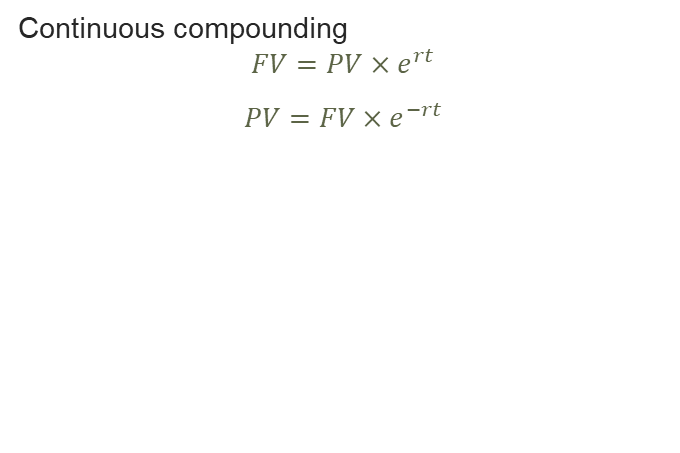 Continuous compounding
FV = PV × e^{rt}
PV = FV × e^{−rt}